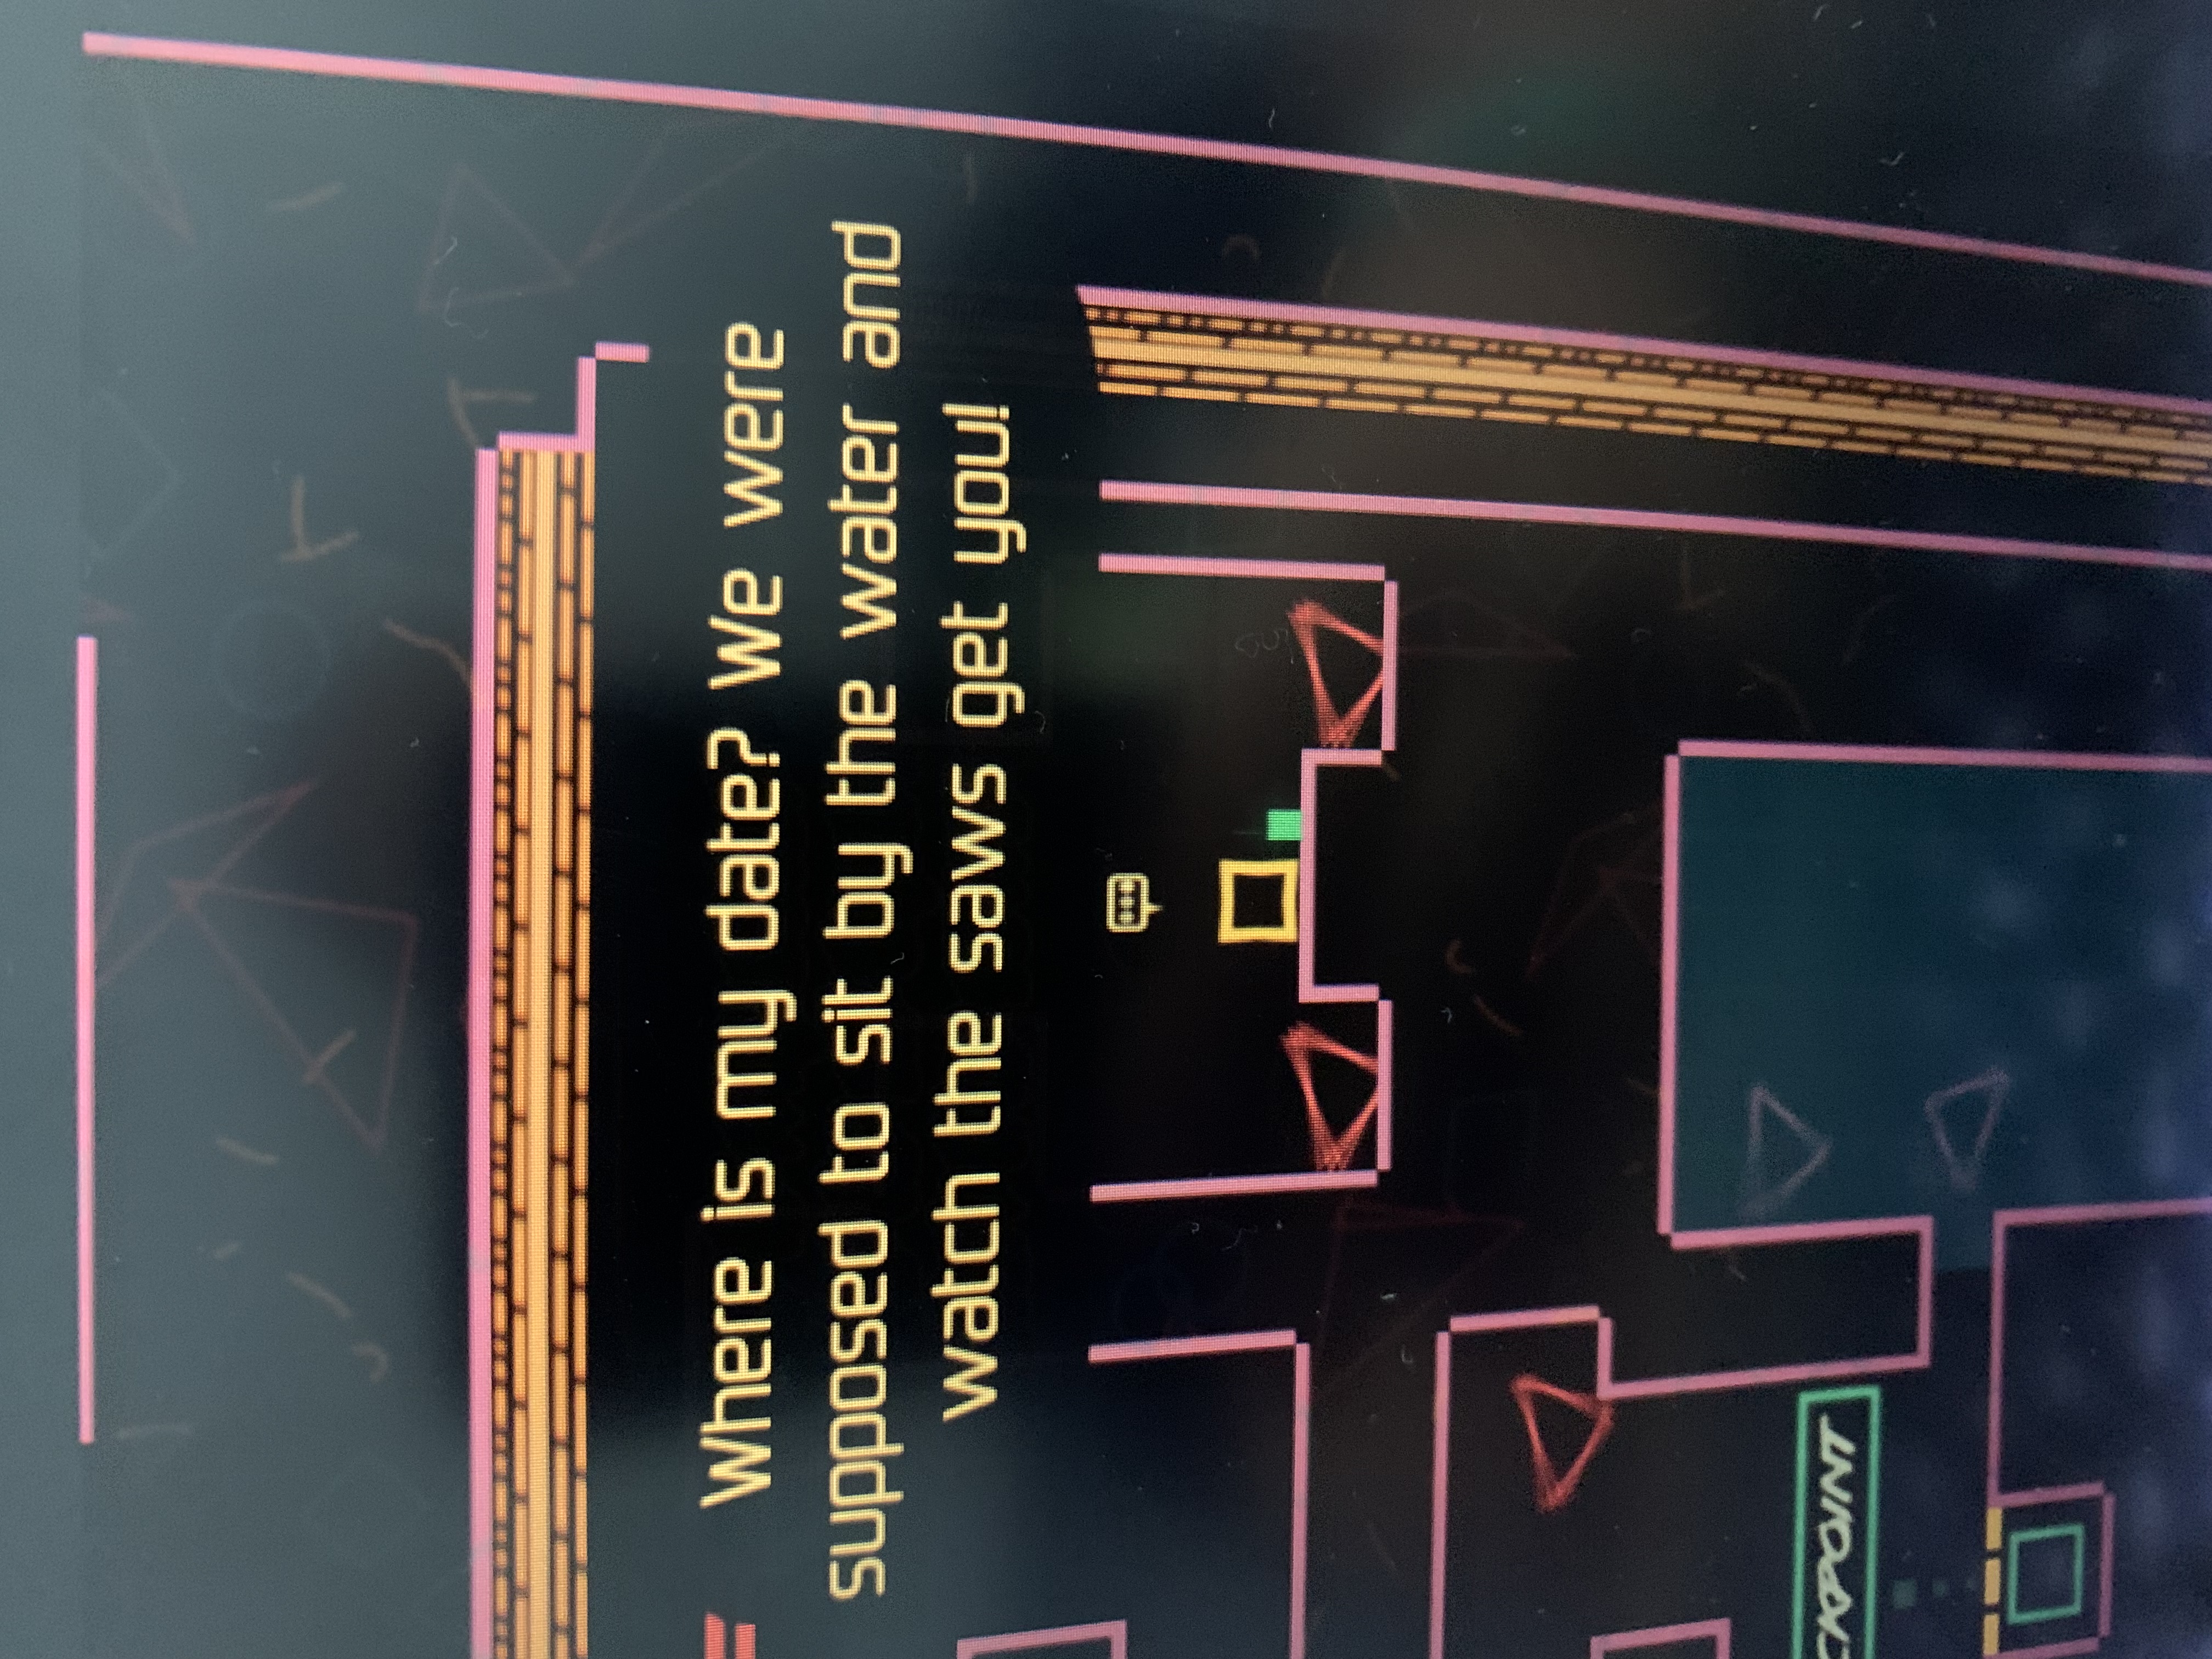 Where is my date? We were
supposed to sit by the water and
watch the saws get you!
CKPOINT